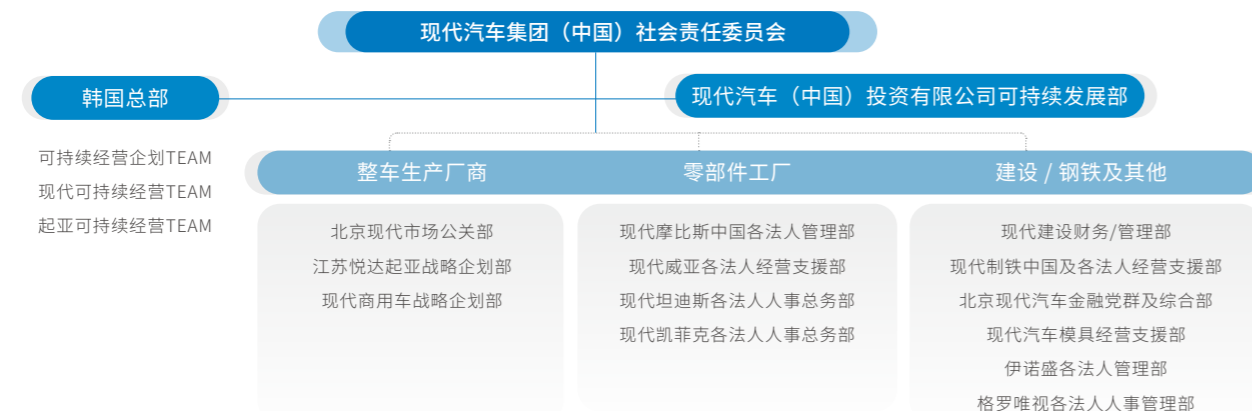 现代汽车集团（中国）社会责任委员会
韩国总部
现代汽车（中国）投资有限公司可持续发展部
可持续经营企划TEAM
现代可持续经营TEAM
起亚可持续经营TEAM
整车生产厂商
北京现代市场公关部
江苏悦达起亚战略企划部
现代商用车战略企划部
零部件工厂
现代摩比斯中国各法人管理部
现代威亚各法人经营支援部
现代坦迪斯各法人人事总务部
现代凯菲克各法人人事总务部
建设 / 钢铁及其他
现代建设财务/管理部
现代制铁中国及各法人经营支援部
北京现代汽车金融党群及综合部
现代汽车模具经营支援部
伊诺盛各法人管理部
格罗唯视各法人人事管理部